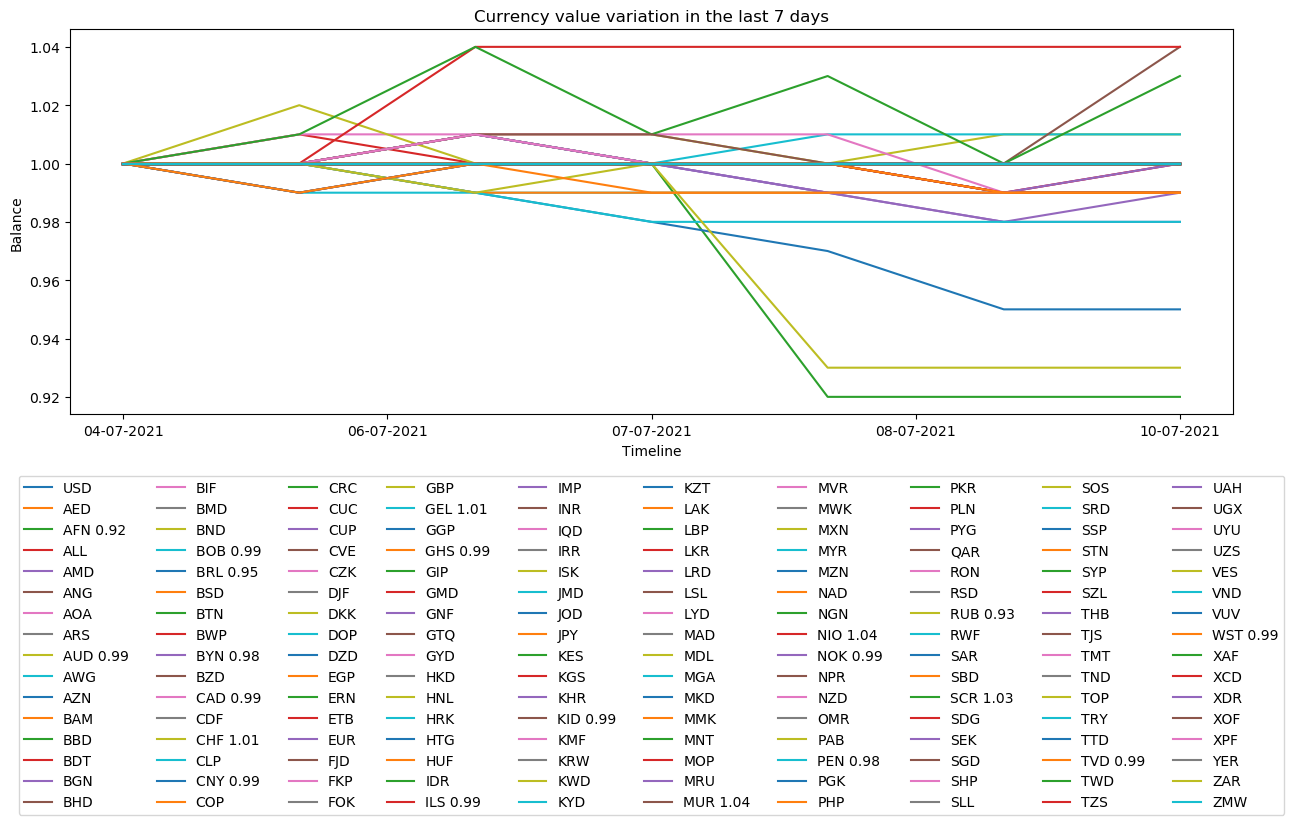 Currency value variation in the last 7 days
1.04
1.02
1.00
0.98
0.96
0.94
0.92
Balance
04-07-2021 06-07-2021 07-07-2021 08-07-2021 10-07-2021
Timeline
USD BIF CRC GBP IMP KZT MVR PKR SOS UAH
AED BMD CUC GEL 1.01 INR LAK MWK PLN SRD UGX
AFN 0.92 BND CUP GGP IQD LBP MXN PYG SSP UYU
ALL BOB 0.99 CVE GHS 0.99 IRR LKR MYR QAR STN UZS
AMD BRL 0.95 CZK GIP ISK LRD MZN RON SYP VES
ANG BSD DJF GMD JMD LSL NAD RSD SZL VND
AOA BTN DKK GNF JOD LYD NGN RUB 0.93 THB VUV
ARS BWP DOP GTQ JPY MAD NIO 1.04 RWF TJS WST 0.99
AUD 0.99 BYN 0.98 DZD GYD KES MDL NOK 0.99 SAR TMT XAF
AWG BZD EGP HKD KGS MGA NPR SBD TND XCD
AZN CAD 0.99 ERN HNL KHR MKD NZD SCR 1.03 TOP XDR
BAM CDF ETB HRK KID 0.99 MMK OMR SDG TRY XOF
BBD CHF 1.01 EUR HTG KMF MNT PAB SEK TTD XPF
BDT CLP FJD HUF KRW MOP PEN 0.98 SGD TVD 0.99 YER
BGN CNY 0.99 FKP IDR KWD MRU PGK SHP TWD ZAR
BHD COP FOK ILS 0.99 KYD MUR 1.04 PHP SLL TZS ZMW